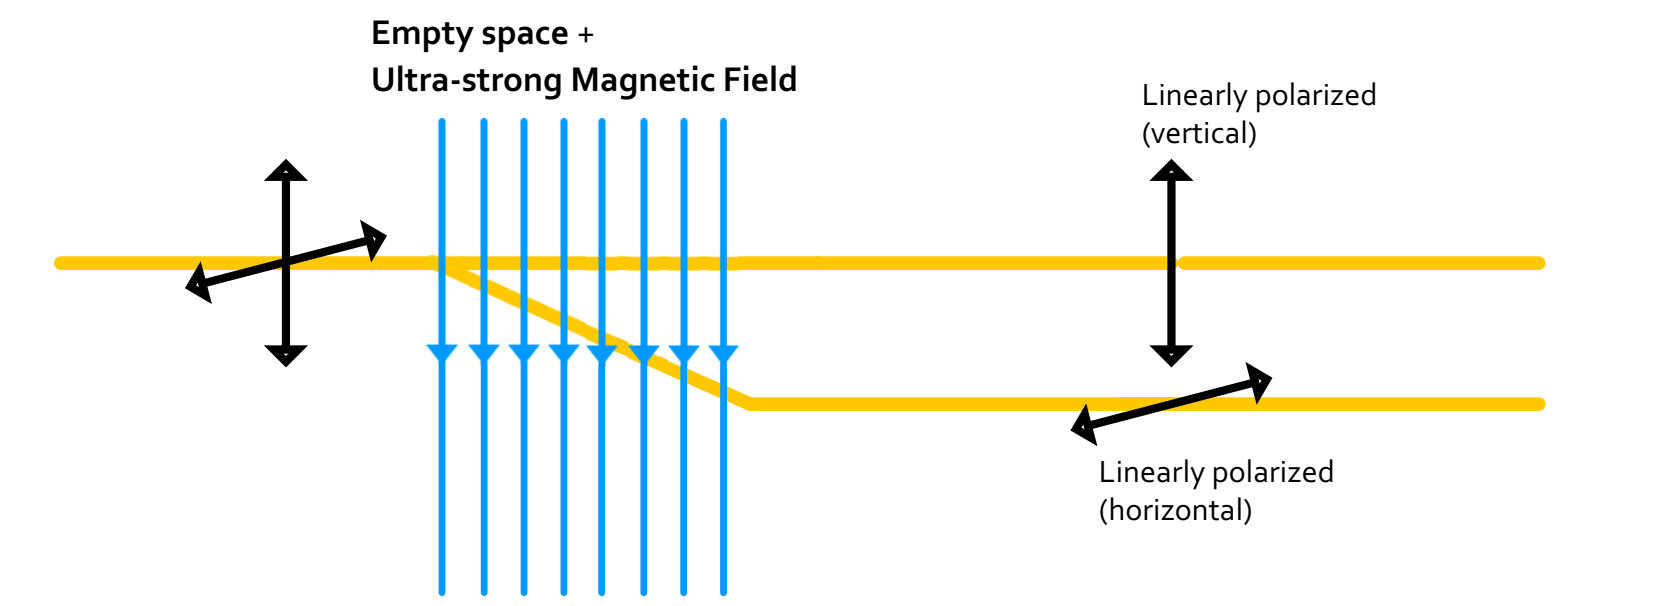 Empty space +
Ultra-strong Magnetic Field
Linearly polarized
(vertical)
Linearly polarized
(horizontal)